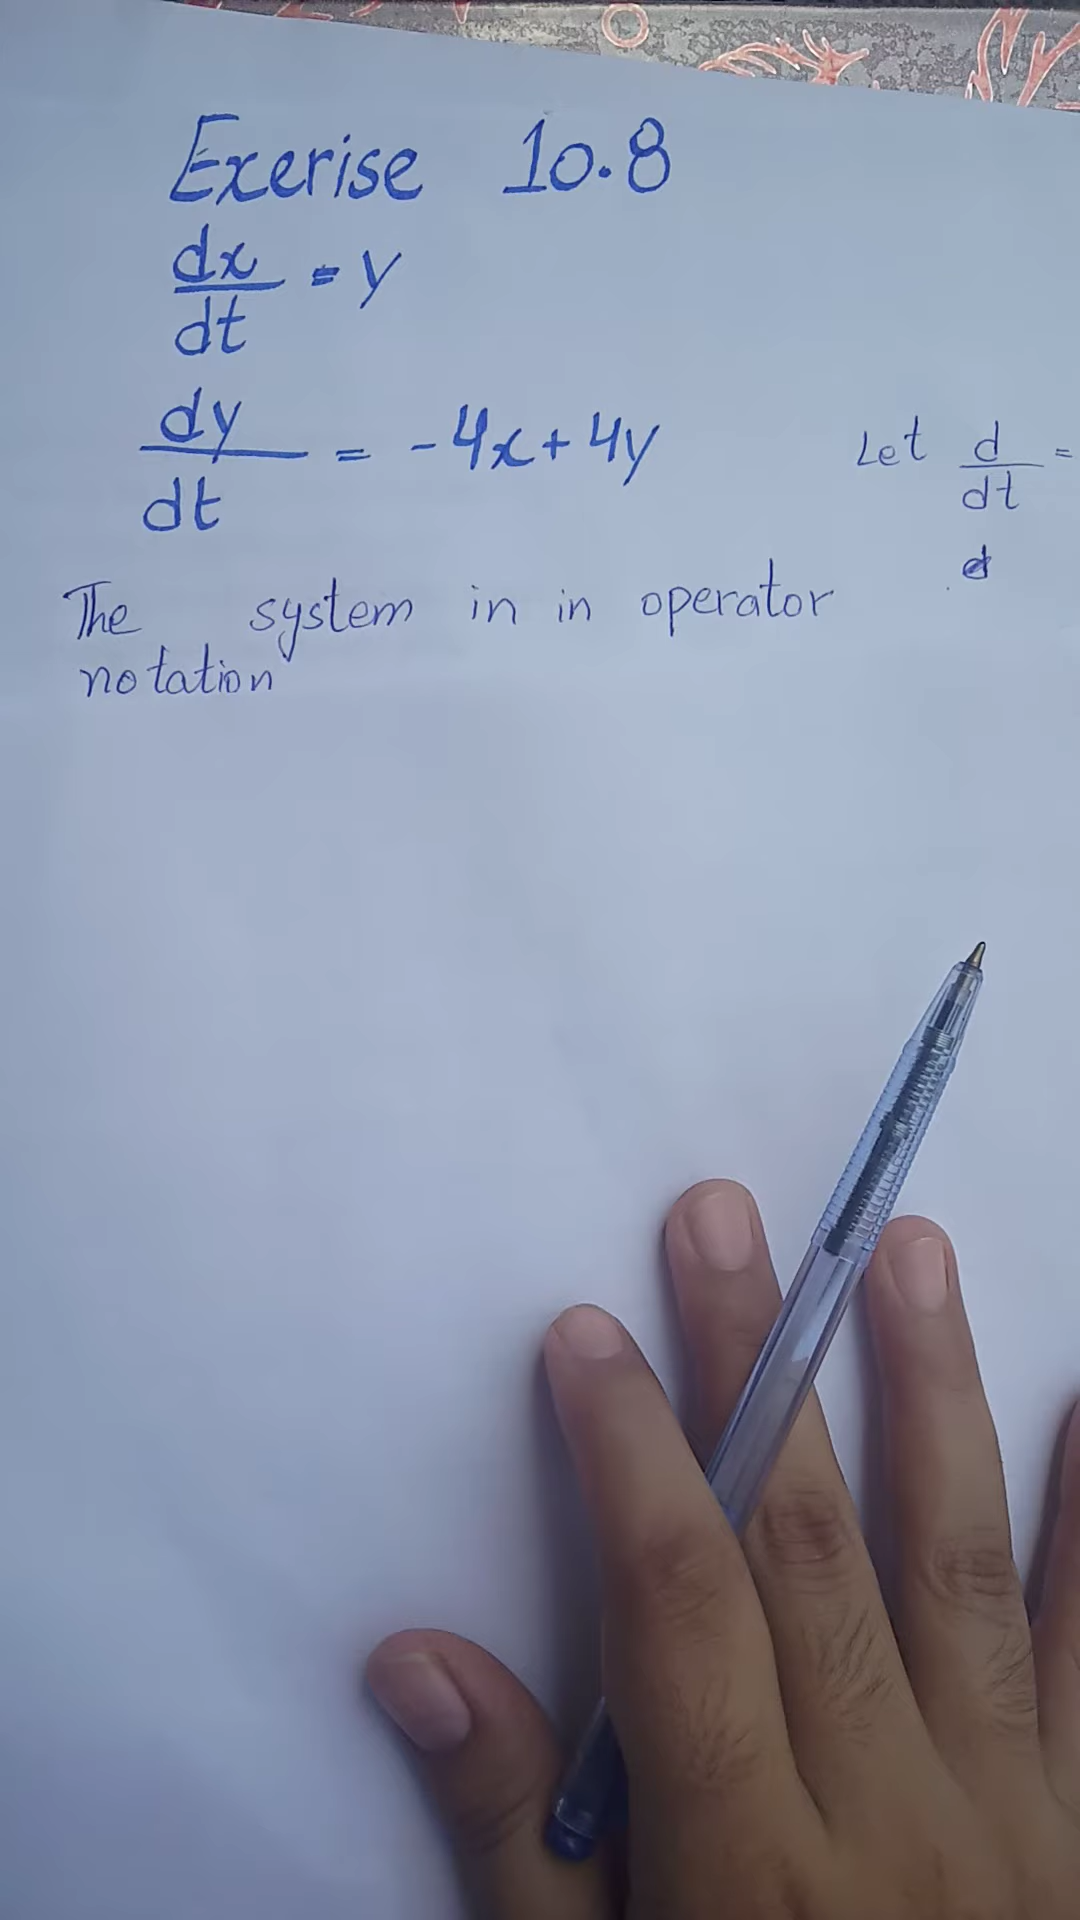 Exerise 10.8
dx/dt = y
dy/dt = -4x + 4y
Let d/dt =
d
The system in in operator
notation